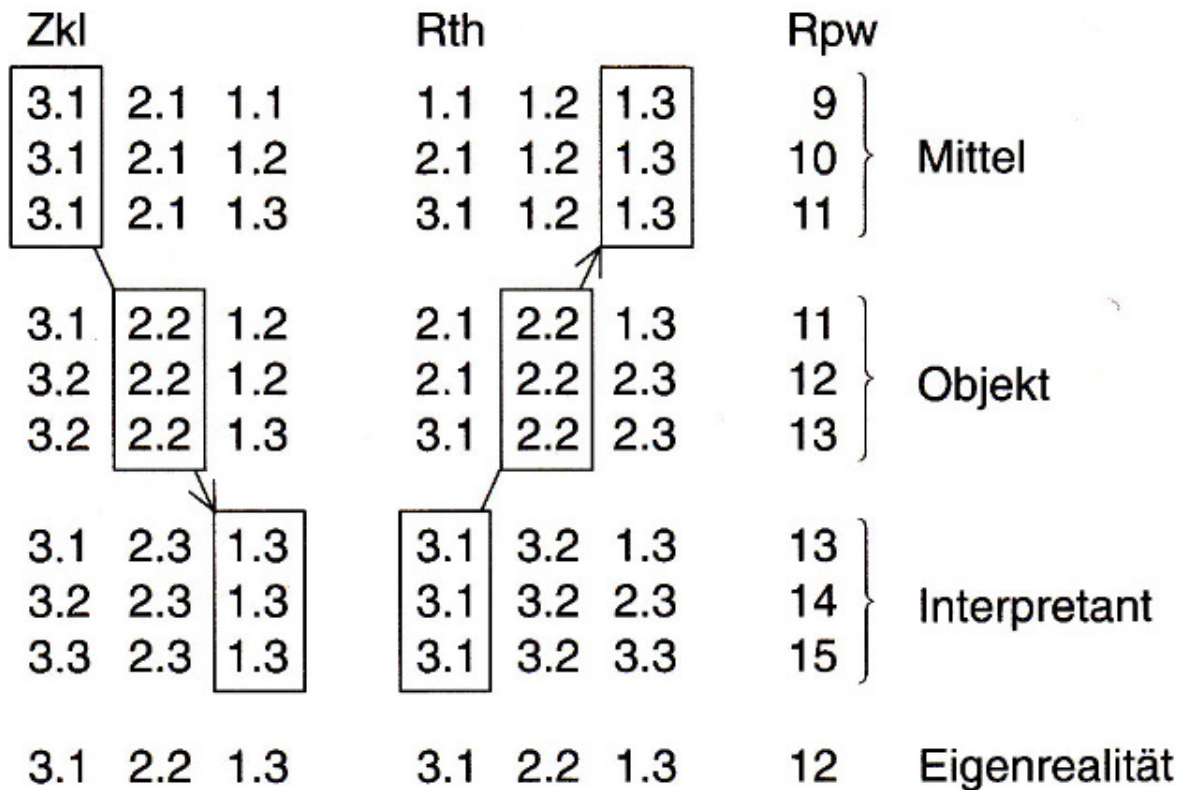 Zkl Rth Rpw
3.1 2.1 1.1 1.1 1.2 1.3 9
3.1 2.1 1.2 2.1 1.2 1.3 10 Mittel
3.1 2.1 1.3 3.1 1.2 1.3 11
3.1 2.2 1.2 2.1 2.2 1.3 11
3.2 2.2 1.2 2.1 2.2 2.3 12 Objekt
3.2 2.2 1.3 3.1 2.2 2.3 13
3.1 2.3 1.3 3.1 3.2 1.3 13
3.2 2.3 1.3 3.1 3.2 2.3 14 Interpretant
3.3 2.3 1.3 3.1 3.2 3.3 15
3.1 2.2 1.3 3.1 2.2 1.3 12 Eigenrealität